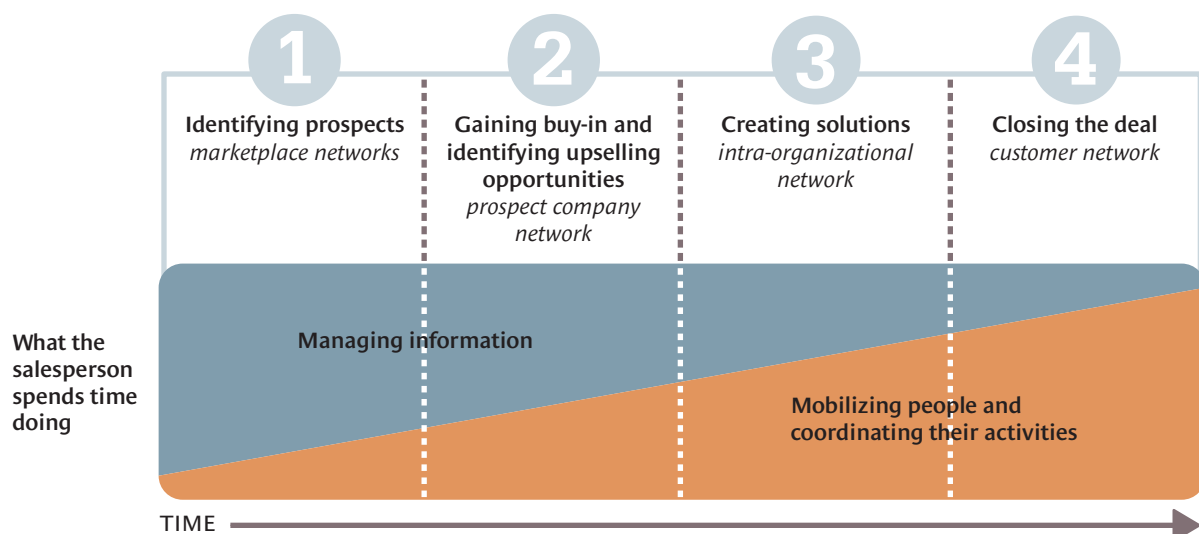 1
Identifying prospects
marketplace networks
2
Gaining buy-in and
identifying upselling
opportunities
prospect company
network
3
Creating solutions
intra-organizational
network
4
Closing the deal
customer network
What the
salesperson
spends time
doing
Managing information
Mobilizing people and
coordinating their activities
TIME